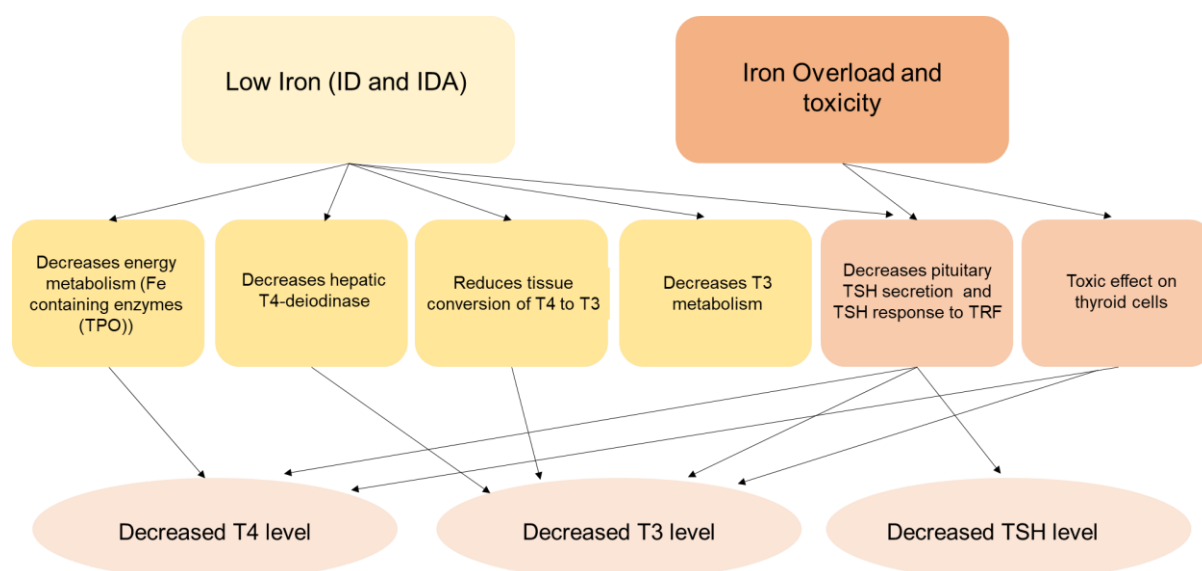 Low Iron (ID and IDA)
Iron Overload and
toxicity
Decreases energy
metabolism (Fe
containing enzymes
(TPO))
Decreases hepatic
T4-deiodinase
Reduces tissue
conversion of T4 to T3
Decreases T3
metabolism
Decreases pituitary
TSH secretion and
TSH response to TRF
Toxic effect on
thyroid cells
Decreased T4 level
Decreased T3 level
Decreased TSH level